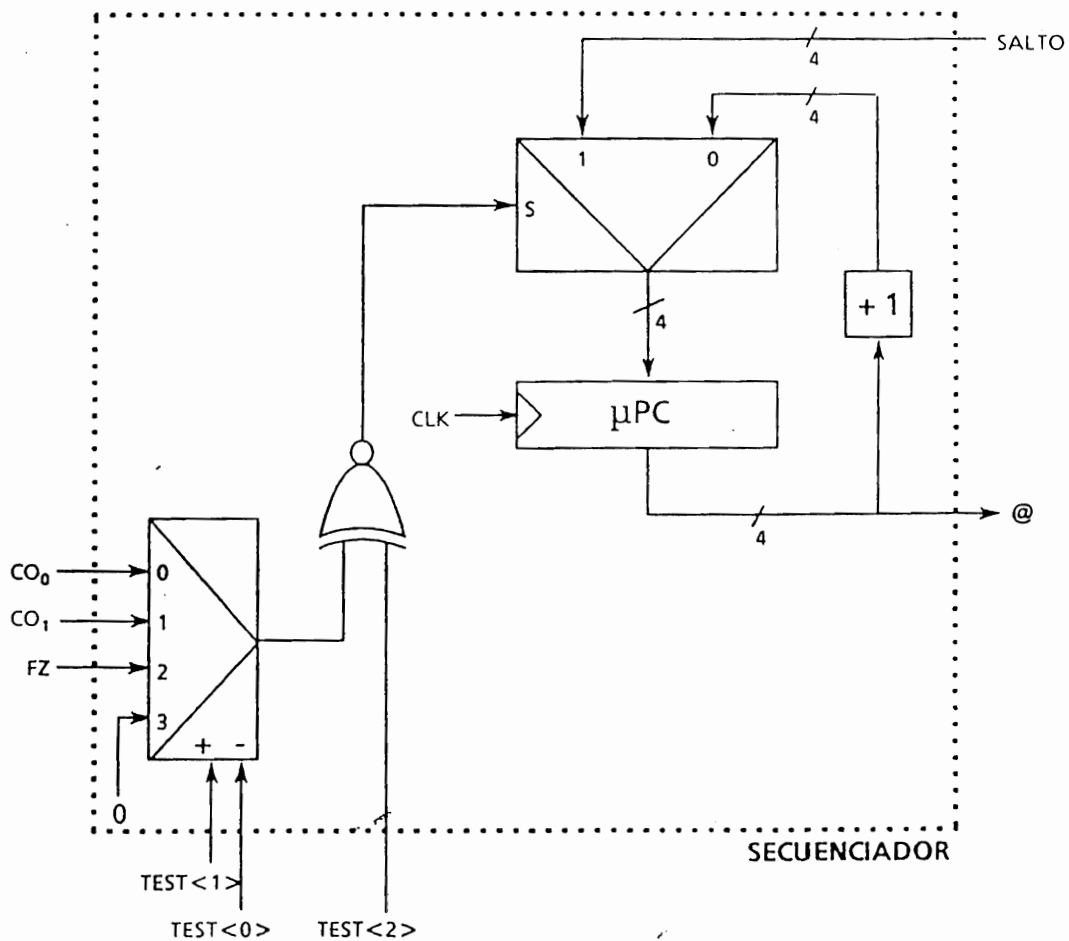 SALTO
4
4
1 0
S
+ 1
4
CLK
µPC
@
4
CO₀
0
CO₁
1
FZ
2
3
+ -
0
SECUENCIADOR
TEST<1>
TEST<0>
TEST<2>